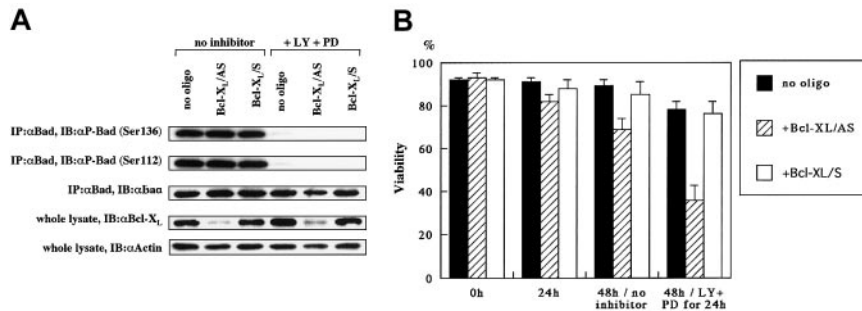 A
no inhibitor
+ LY + PD
no oligo
Bcl-XL/AS
Bcl-XL/S
no oligo
Bcl-XL/AS
Bcl-XL/S
IP:αBad, IB:αP-Bad (Ser136)
IP:αBad, IB:αP-Bad (Ser112)
IP:αBad, IB:αBad
whole lysate, IB:αBcl-XL
whole lysate, IB:αActin
B
%
100
80
60
40
20
0
Viability
0h
24h
48h / no
inhibitor
48h / LY+
PD for 24h
no oligo
+Bcl-XL/AS
+Bcl-XL/S